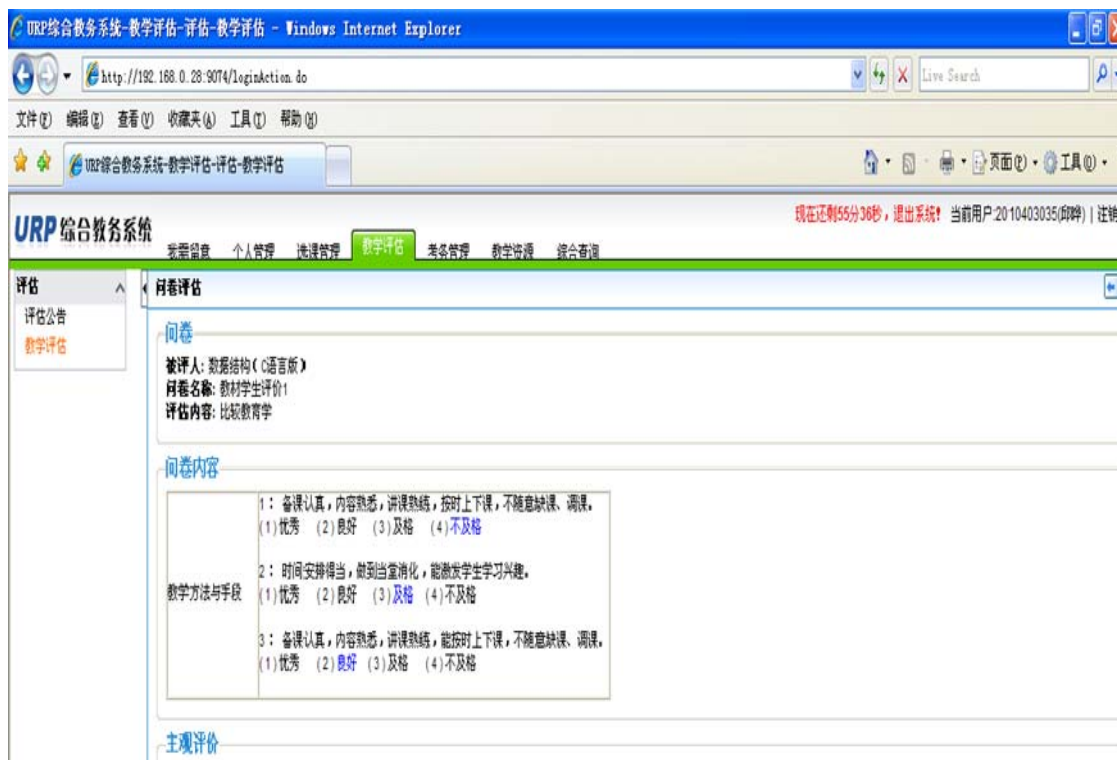 URP综合教务系统-教学评估-评估-教学评估 - Windows Internet Explorer
http://192.168.0.28:9074/loginAction.do
Live Search
文件(F) 编辑(E) 查看(V) 收藏夹(A) 工具(T) 帮助(H)
URP综合教务系统-教学评估-评估-教学评估
页面(P) 工具(O)
URP综合教务系统
现在还剩55分36秒，退出系统! 当前用户:2010403035(邱晔) | 注销
我需留意 个人管理 选课管理 教学评估 考务管理 教学资源 综合查询
评估
评估公告
教学评估
问卷评估
问卷
被评人: 数据结构(C语言版)
问卷名称: 教材学生评价1
评估内容: 比较教育学
问卷内容
教学方法与手段
1： 备课认真，内容熟悉，讲课熟练，按时上下课，不随意缺课、调课。
(1)优秀 (2)良好 (3)及格 (4)不及格
2： 时间安排得当，做到当堂消化，能激发学生学习兴趣。
(1)优秀 (2)良好 (3)及格 (4)不及格
3： 备课认真，内容熟悉，讲课熟练，能按时上下课，不随意缺课、调课。
(1)优秀 (2)良好 (3)及格 (4)不及格
主观评价